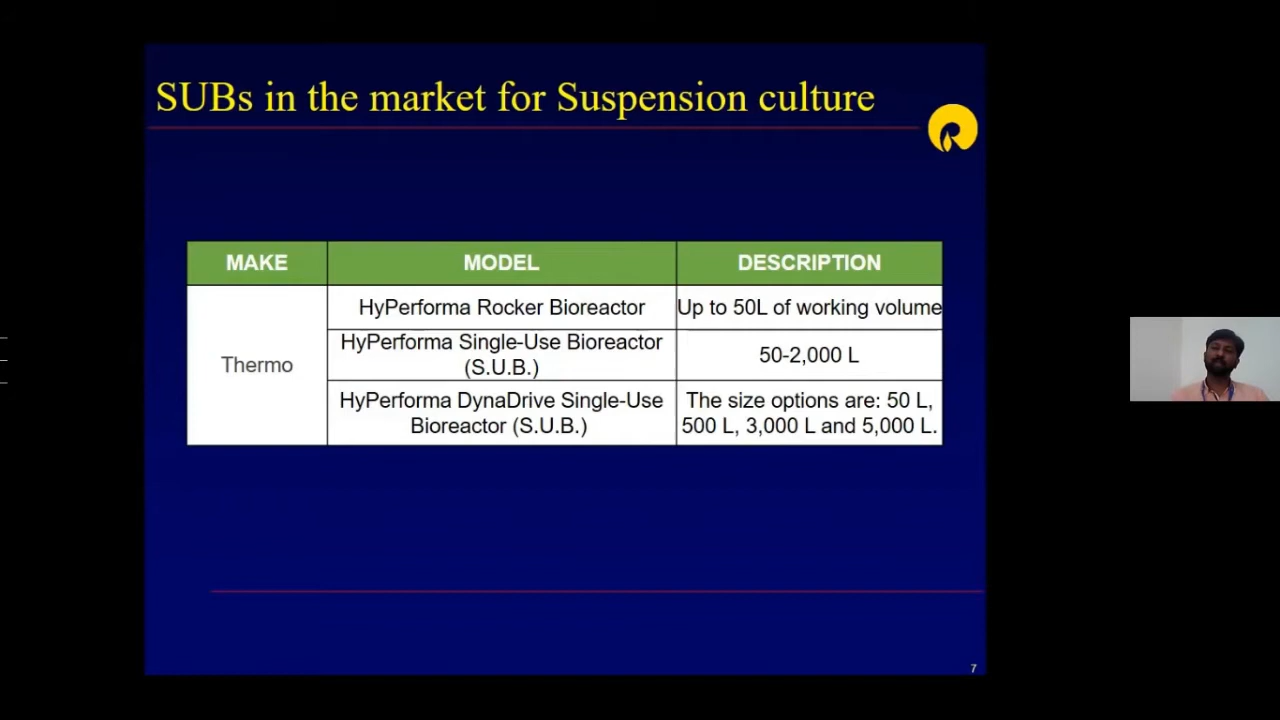 SUBs in the market for Suspension culture
MAKE
MODEL
DESCRIPTION
Thermo
HyPerforma Rocker Bioreactor
Up to 50L of working volume
HyPerforma Single-Use Bioreactor
(S.U.B.)
50-2,000 L
HyPerforma DynaDrive Single-Use
Bioreactor (S.U.B.)
The size options are: 50 L,
500 L, 3,000 L and 5,000 L.
7